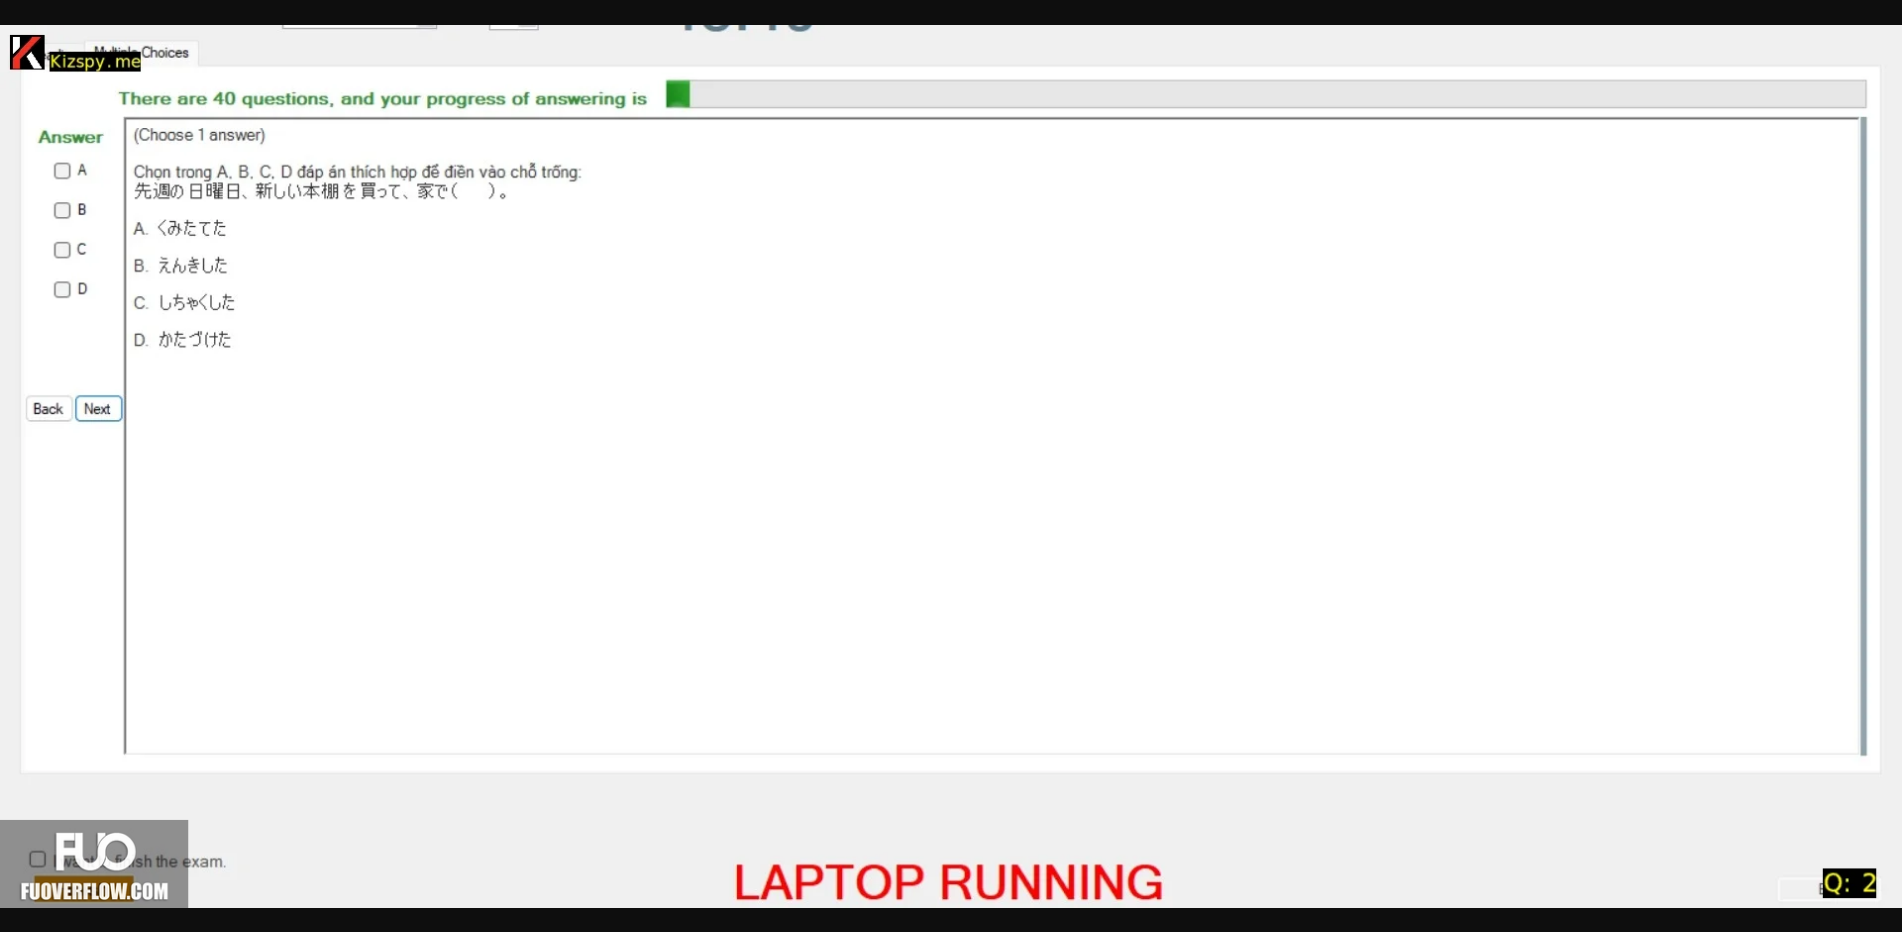 Multiple Choices
Kizspy.me
There are 40 questions, and your progress of answering is
Answer
(Choose 1 answer)
A
B
C
D
Chọn trong A, B, C, D đáp án thích hợp để điền vào chỗ trống:
先週の日曜日、新しい本棚を買って、家で(　　)。
A. くみたてた
B. えんきした
C. しちゃくした
D. かたづけた
Back
Next
FUO
finish the exam.
FUOVERFLOW.COM
LAPTOP RUNNING
Q: 2